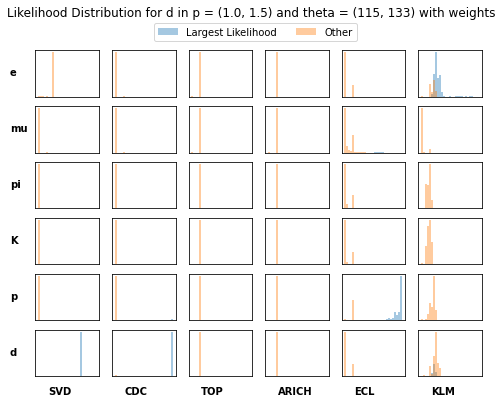 Likelihood Distribution for d in p = (1.0, 1.5) and theta = (115, 133) with weights
Largest Likelihood Other
e
mu
pi
K
p
d
SVD CDC TOP ARICH ECL KLM